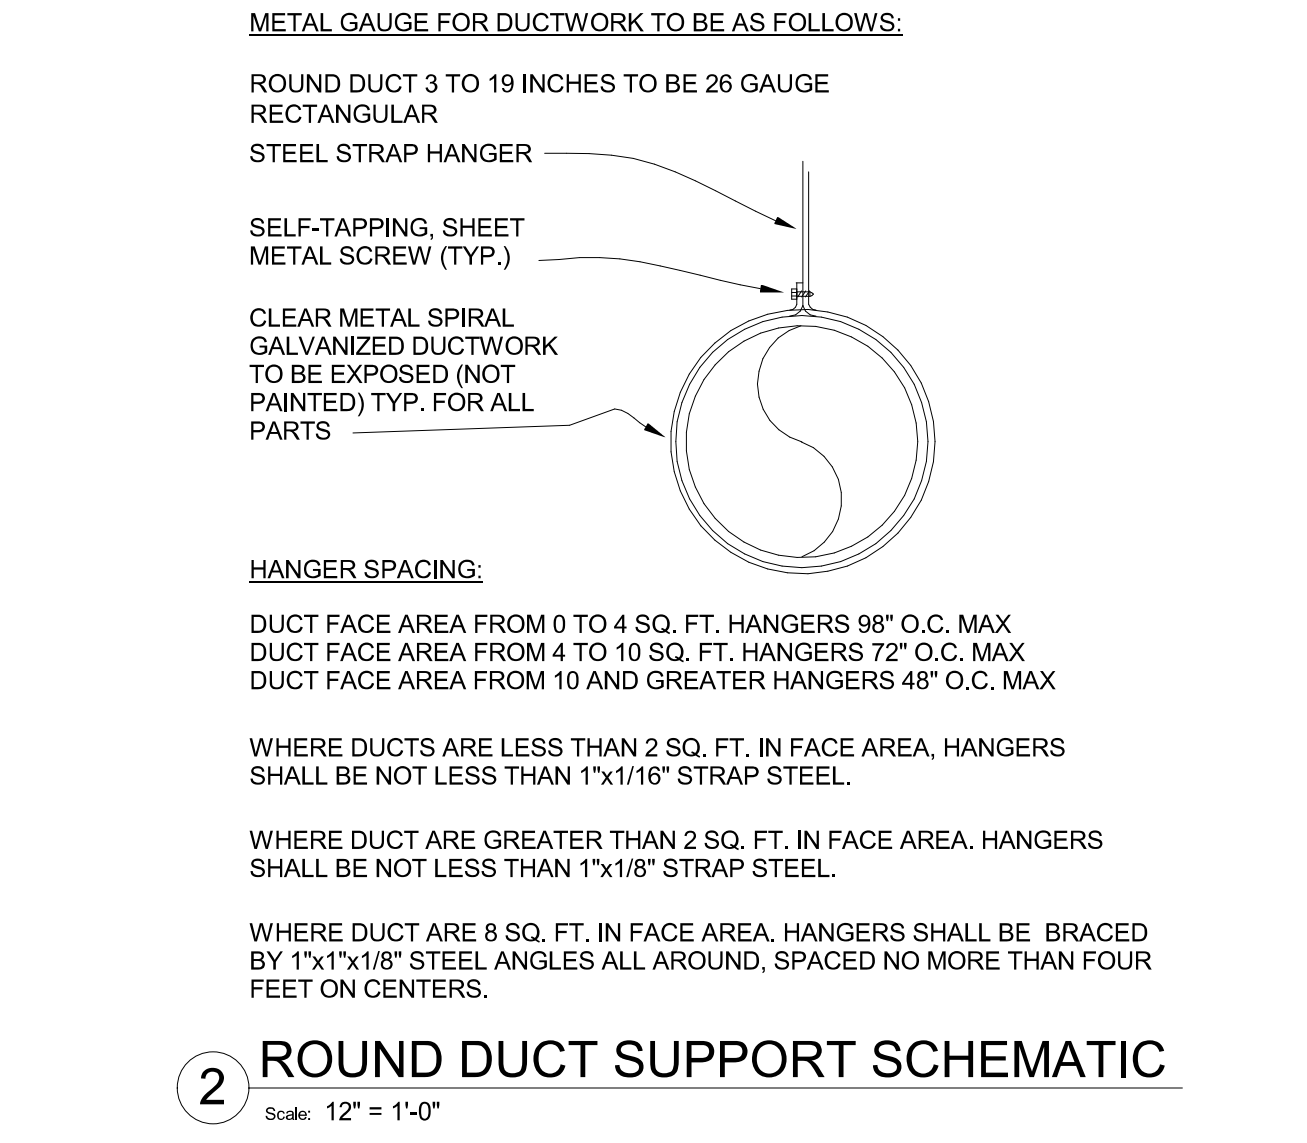 METAL GAUGE FOR DUCTWORK TO BE AS FOLLOWS:
ROUND DUCT 3 TO 19 INCHES TO BE 26 GAUGE
RECTANGULAR
STEEL STRAP HANGER
SELF-TAPPING, SHEET
METAL SCREW (TYP.)
CLEAR METAL SPIRAL
GALVANIZED DUCTWORK
TO BE EXPOSED (NOT
PAINTED) TYP. FOR ALL
PARTS
HANGER SPACING:
DUCT FACE AREA FROM 0 TO 4 SQ. FT. HANGERS 98" O.C. MAX
DUCT FACE AREA FROM 4 TO 10 SQ. FT. HANGERS 72" O.C. MAX
DUCT FACE AREA FROM 10 AND GREATER HANGERS 48" O.C. MAX
WHERE DUCTS ARE LESS THAN 2 SQ. FT. IN FACE AREA, HANGERS
SHALL BE NOT LESS THAN 1"x1/16" STRAP STEEL.
WHERE DUCT ARE GREATER THAN 2 SQ. FT. IN FACE AREA. HANGERS
SHALL BE NOT LESS THAN 1"x1/8" STRAP STEEL.
WHERE DUCT ARE 8 SQ. FT. IN FACE AREA. HANGERS SHALL BE BRACED
BY 1"x1"x1/8" STEEL ANGLES ALL AROUND, SPACED NO MORE THAN FOUR
FEET ON CENTERS.
2 ROUND DUCT SUPPORT SCHEMATIC
Scale: 12" = 1'-0"